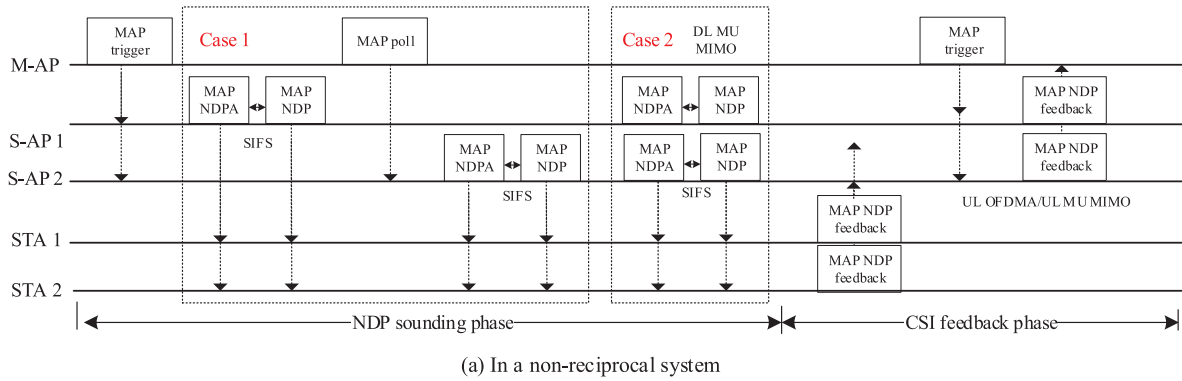 MAP
trigger
Case 1
MAP poll
Case 2
DL MU
MIMO
MAP
trigger
M-AP
MAP
NDPA
MAP
NDP
SIFS
MAP
NDPA
MAP
NDP
MAP NDP
feedback
S-AP 1
MAP
NDPA
MAP
NDP
SIFS
MAP
NDPA
MAP
NDP
SIFS
MAP NDP
feedback
S-AP 2
UL OFDMA/UL MU MIMO
MAP NDP
feedback
STA 1
MAP NDP
feedback
STA 2
NDP sounding phase
CSI feedback phase
(a) In a non-reciprocal system